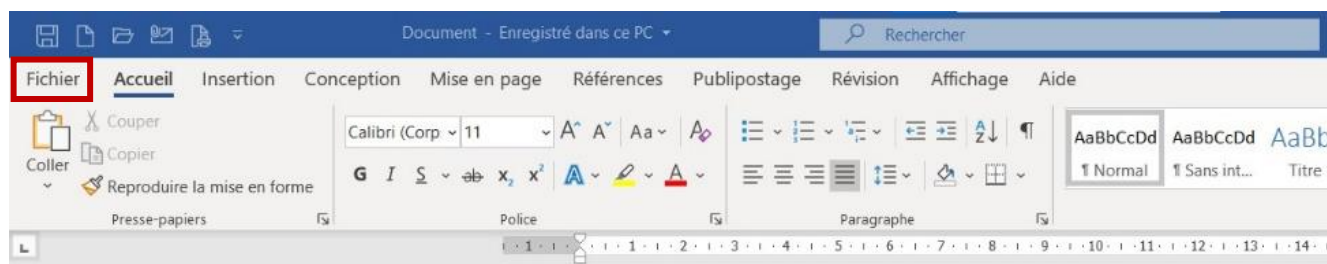 Document - Enregistré dans ce PC
Rechercher
Fichier Accueil Insertion Conception Mise en page Références Publipostage Révision Affichage Aide
Coller
Couper
Copier
Reproduire la mise en forme
Presse-papiers
Calibri (Corp 11 A A Aa A
G I S ab x₂ x² A A
Police
Paragraphe
AaBbCcDd AaBbCcDd AaBb
¶ Normal ¶ Sans int... Titre
L
1 1 2 3 4 5 6 7 8 9 10 11 12 13 14